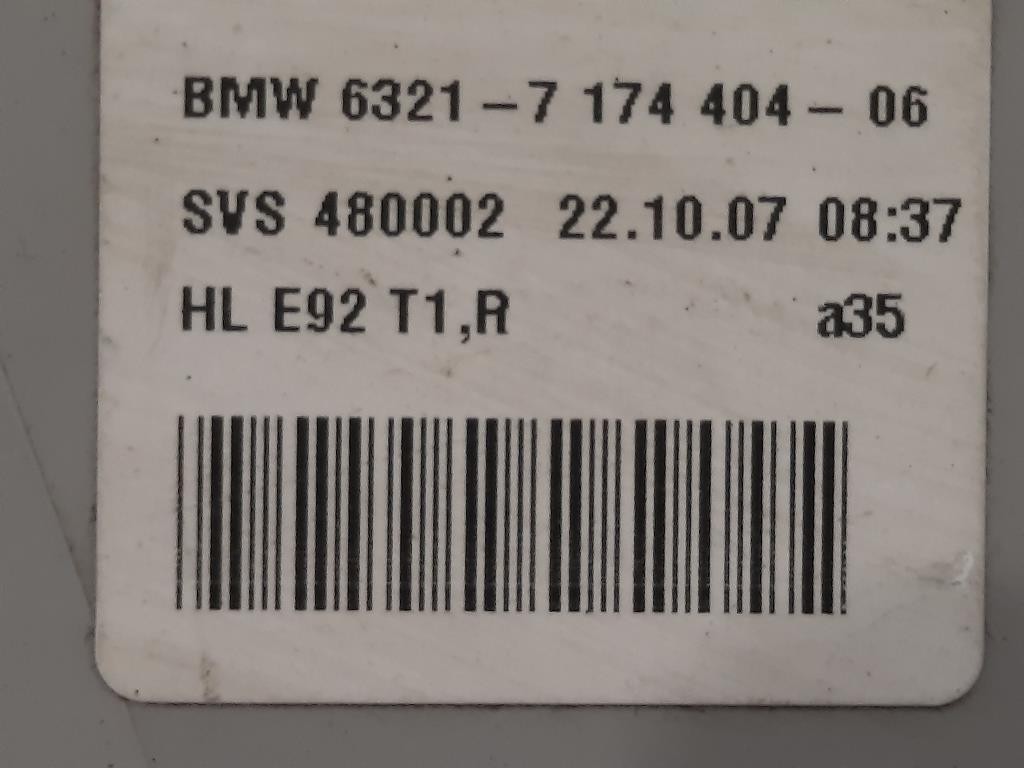 BMW 6321-7 174 404- 06
SVS 480002 22.10.07 08:37
HL E92 T1,R a35